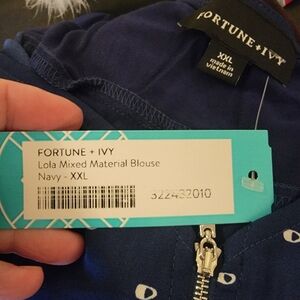 FORTUNE+IVY
XXL
made in
vietnam
FORTUNE + IVY
Lola Mixed Material Blouse
Navy - XXL
322432010